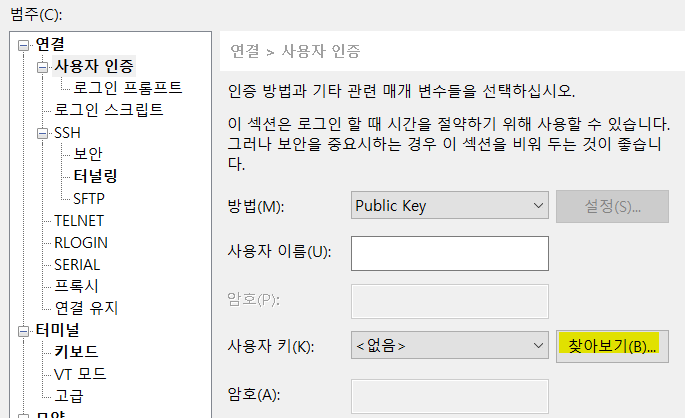 범주(C):
연결
사용자 인증
로그인 프롬프트
로그인 스크립트
SSH
보안
터널링
SFTP
TELNET
RLOGIN
SERIAL
프록시
연결 유지
터미널
키보드
VT 모드
고급
모양
연결 > 사용자 인증
인증 방법과 기타 관련 매개 변수들을 선택하십시오.
이 섹션은 로그인 할 때 시간을 절약하기 위해 사용할 수 있습니다.
그러나 보안을 중요시하는 경우 이 섹션을 비워 두는 것이 좋습니
다.
방법(M):
Public Key
설정(S)...
사용자 이름(U):
암호(P):
사용자 키(K):
<없음>
찾아보기(B)...
암호(A):